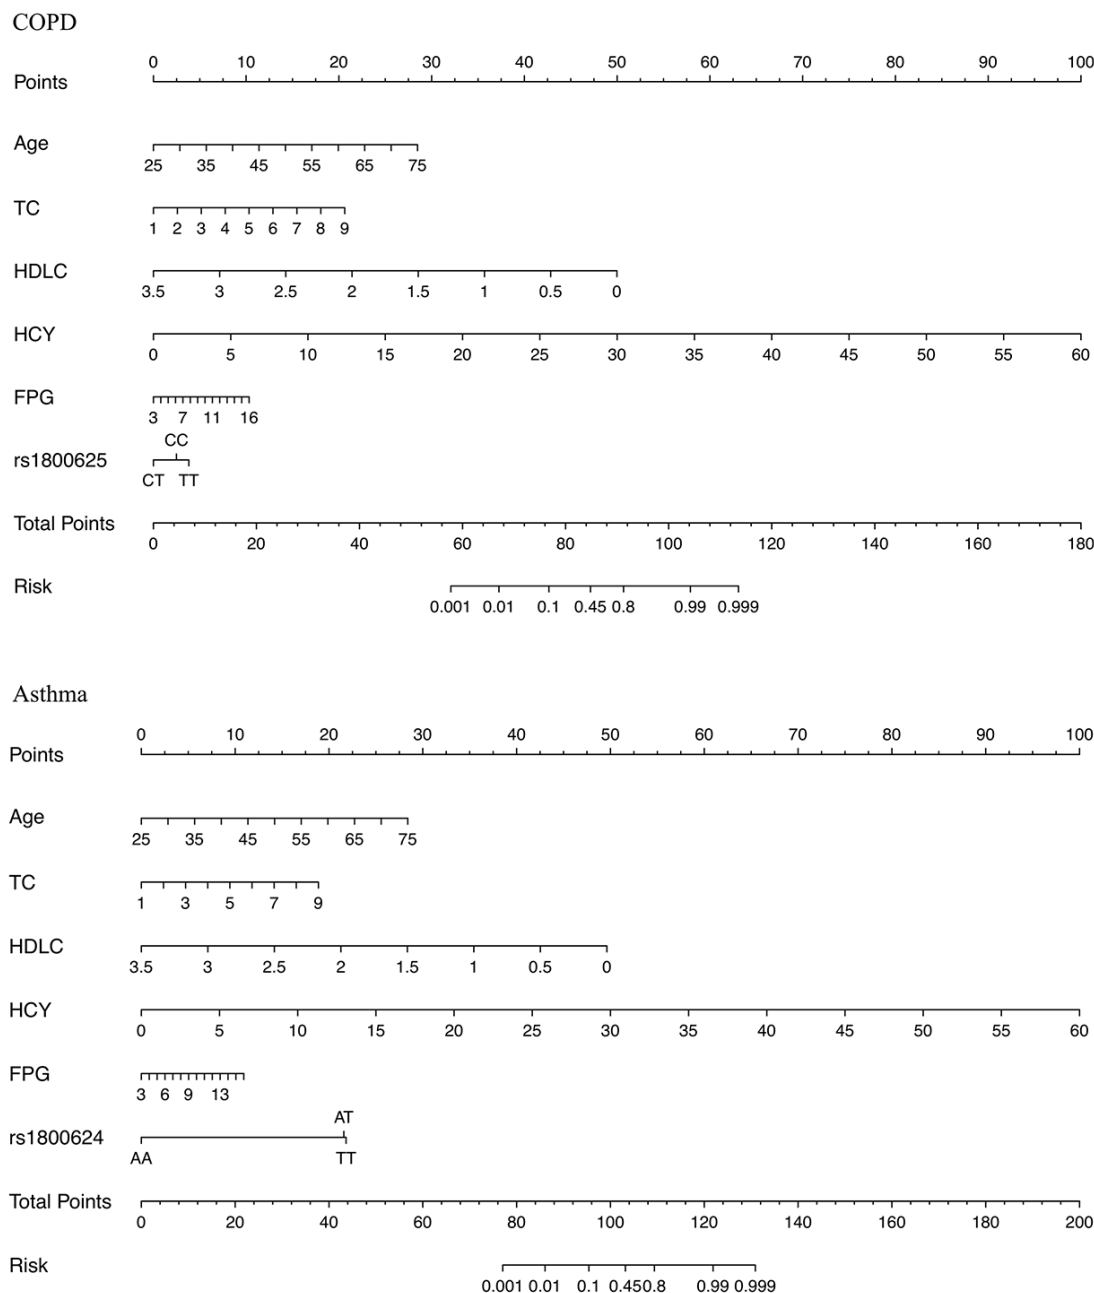 COPD
0 10 20 30 40 50 60 70 80 90 100
Points
Age
25 35 45 55 65 75
TC
1 2 3 4 5 6 7 8 9
HDLC
3.5 3 2.5 2 1.5 1 0.5 0
HCY
0 5 10 15 20 25 30 35 40 45 50 55 60
FPG
3 7 11 16
CC
rs1800625
CT TT
Total Points
0 20 40 60 80 100 120 140 160 180
Risk
0.001 0.01 0.1 0.45 0.8 0.99 0.999
Asthma
0 10 20 30 40 50 60 70 80 90 100
Points
Age
25 35 45 55 65 75
TC
1 3 5 7 9
HDLC
3.5 3 2.5 2 1.5 1 0.5 0
HCY
0 5 10 15 20 25 30 35 40 45 50 55 60
FPG
3 6 9 13
AT
rs1800624
AA TT
Total Points
0 20 40 60 80 100 120 140 160 180 200
Risk
0.001 0.01 0.1 0.45 0.8 0.99 0.999